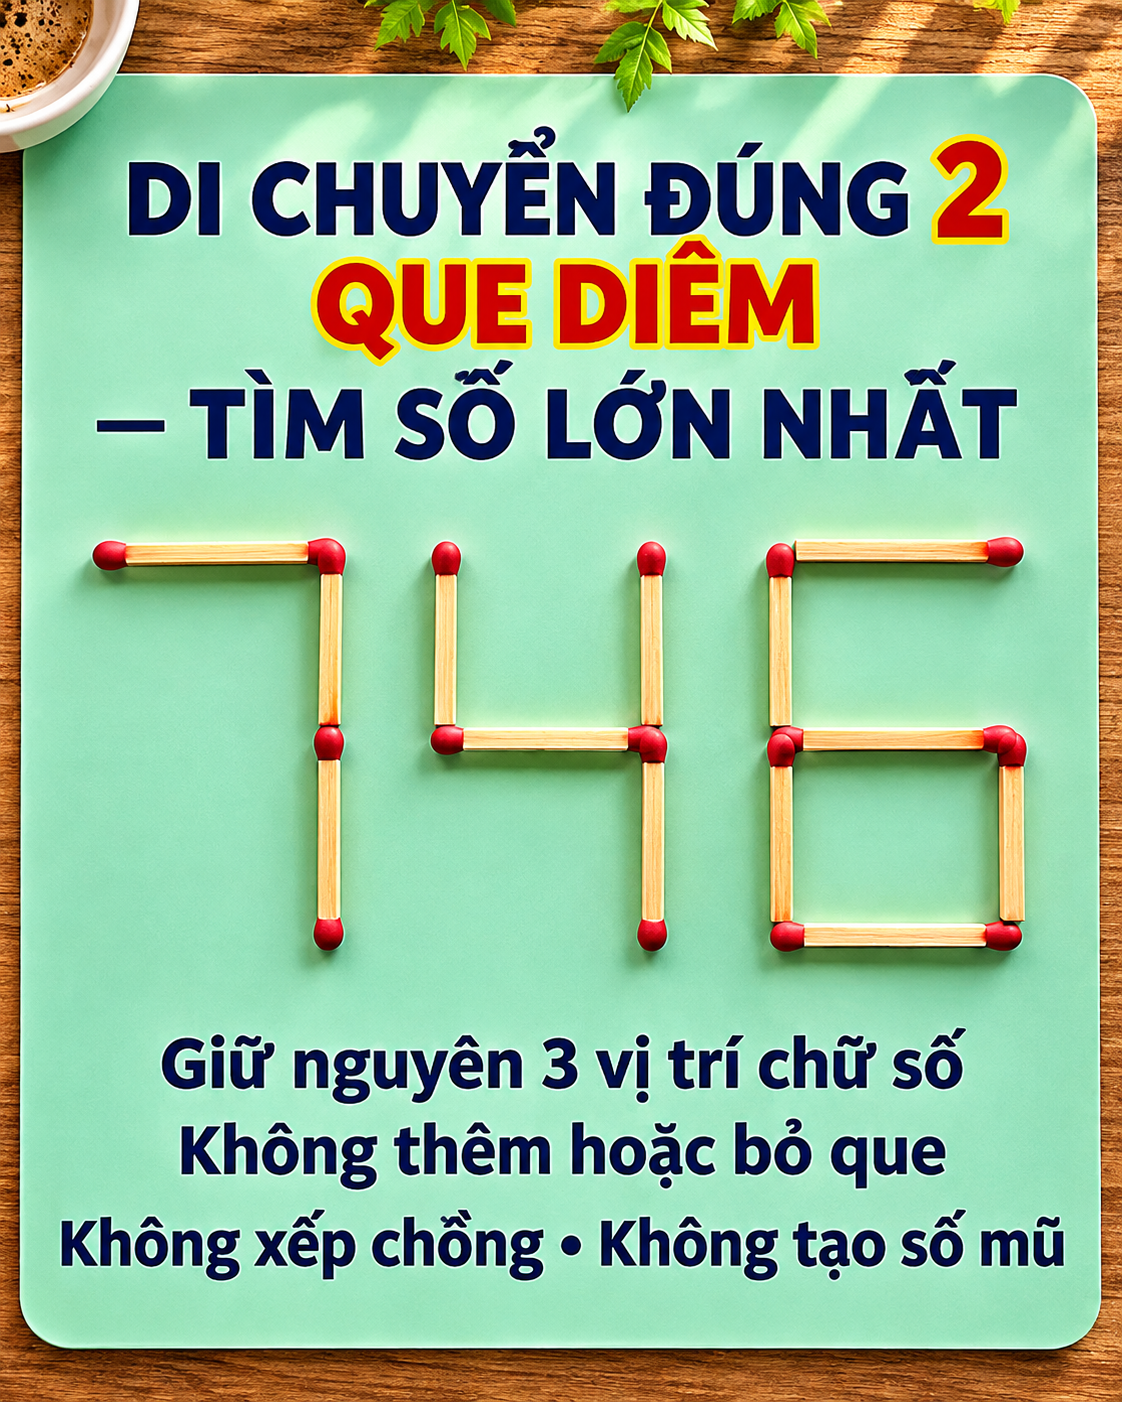 DI CHUYỂN ĐÚNG 2
QUE DIÊM
– TÌM SỐ LỚN NHẤT
746
Giữ nguyên 3 vị trí chữ số
Không thêm hoặc bỏ que
Không xếp chồng • Không tạo số mũ